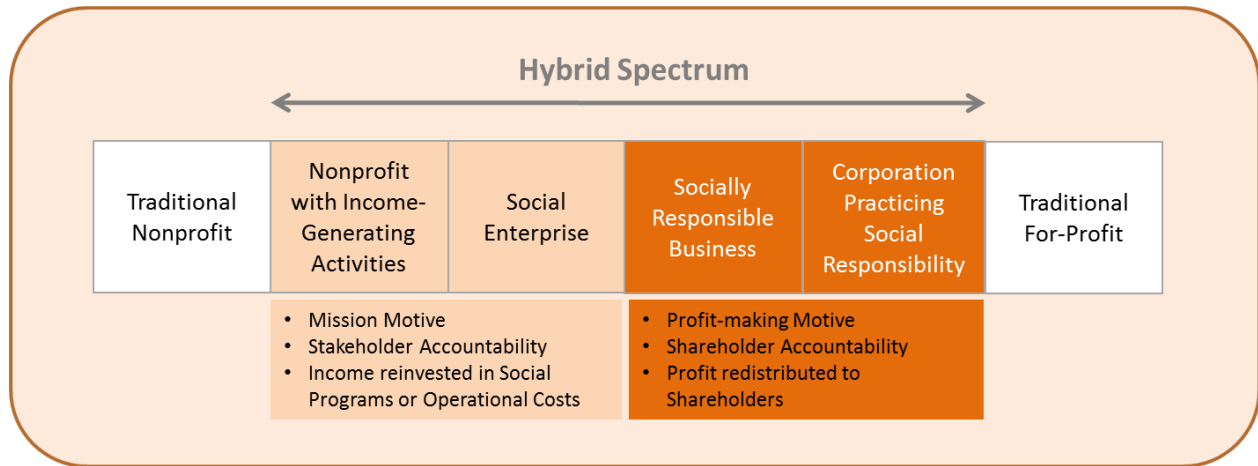 Hybrid Spectrum
Traditional
Nonprofit
Nonprofit
with Income-
Generating
Activities
Social
Enterprise
Socially
Responsible
Business
Corporation
Practicing
Social
Responsibility
Traditional
For-Profit
• Mission Motive
• Stakeholder Accountability
• Income reinvested in Social
Programs or Operational Costs
• Profit-making Motive
• Shareholder Accountability
• Profit redistributed to
Shareholders